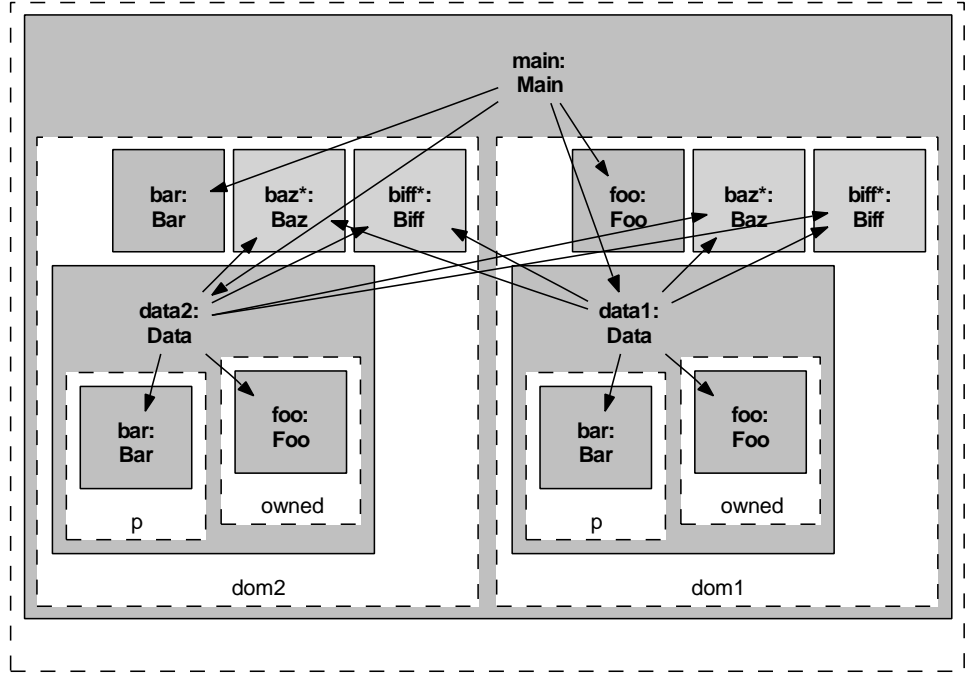 main:
Main
bar:
Bar
baz*:
Baz
biff*:
Biff
foo:
Foo
baz*:
Baz
biff*:
Biff
data2:
Data
data1:
Data
bar:
Bar
foo:
Foo
bar:
Bar
foo:
Foo
p
owned
p
owned
dom2
dom1